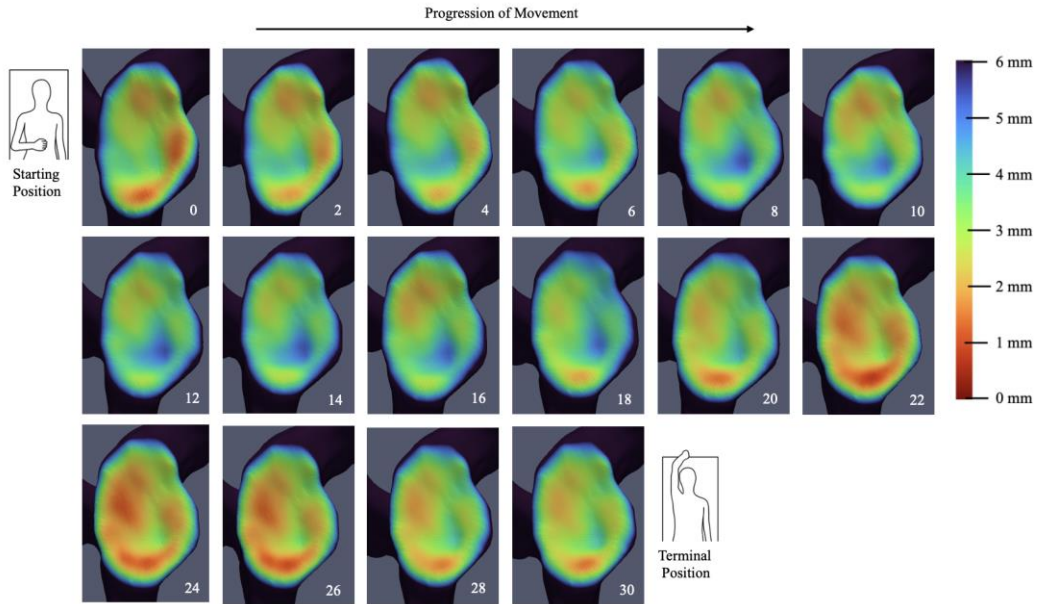 Progression of Movement
Starting
Position
0
2
4
6
8
10
6 mm
5 mm
4 mm
3 mm
2 mm
1 mm
0 mm
12
14
16
18
20
22
24
26
28
30
Terminal
Position